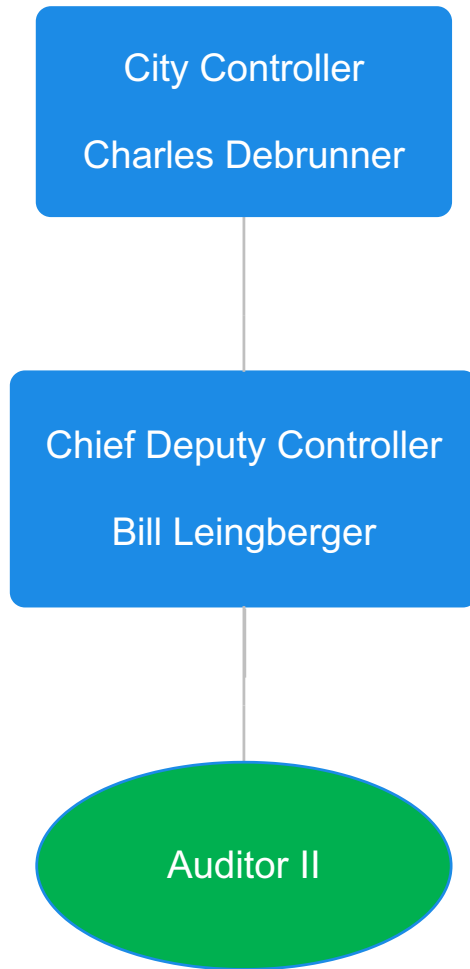 City Controller
Charles Debrunner
Chief Deputy Controller
Bill Leingberger
Auditor II